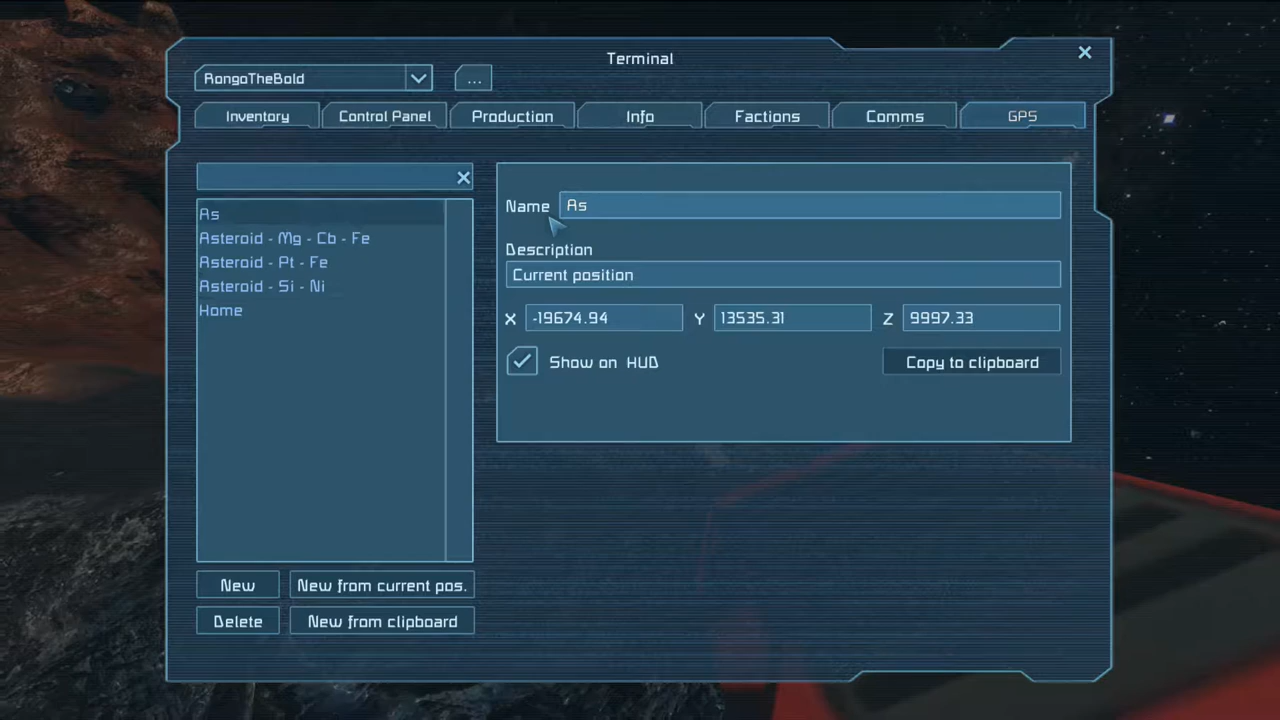 Terminal
RongoTheBold
...
Inventory
Control Panel
Production
Info
Factions
Comms
GPS
As
Asteroid - Mg - Cb - Fe
Asteroid - Pt - Fe
Asteroid - Si - Ni
Home
New
New from current pos.
Delete
New from clipboard
Name As
Description
Current position
X -19674.94 Y 13535.31 Z 9997.33
Show on HUD
Copy to clipboard